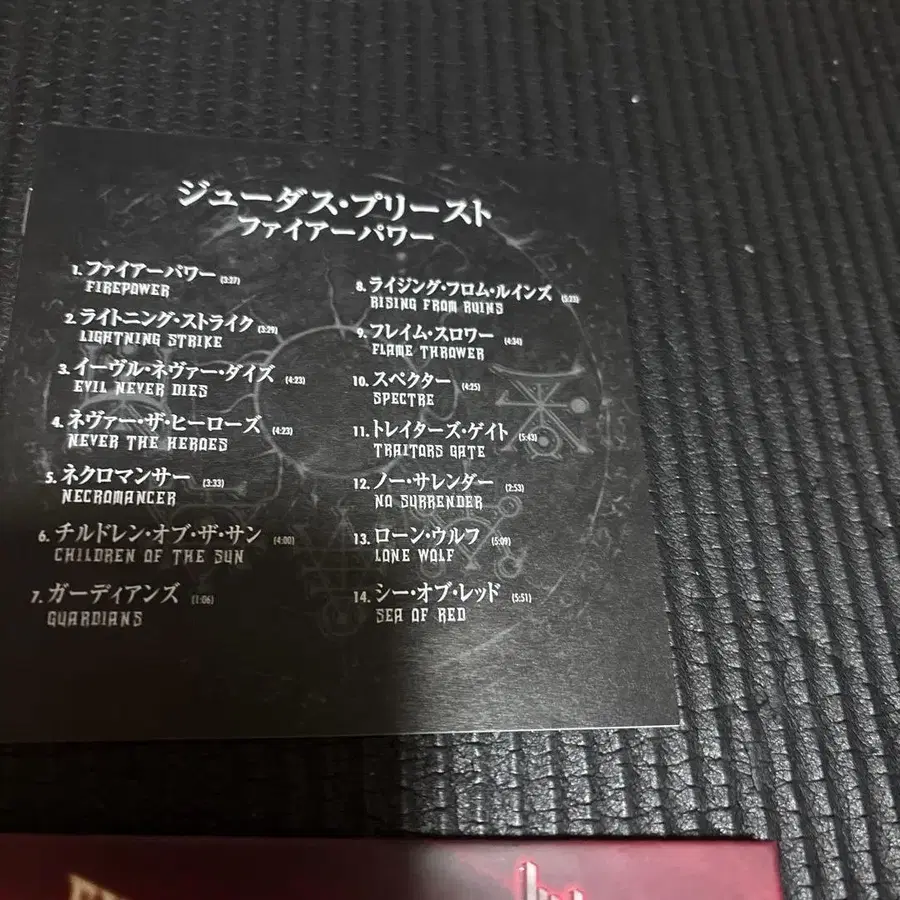 ジューダス・プリースト
ファイアーパワー
1. ファイアーパワー (3:27)
FIREPOWER
2. ライトニング・ストライク (3:29)
LIGHTNING STRIKE
3. イーヴル・ネヴァー・ダイズ (4:23)
EVIL NEVER DIES
4. ネヴァー・ザ・ヒーローズ (4:23)
NEVER THE HEROES
5. ネクロマンサー (3:33)
NECROMANCER
6. チルドレン・オブ・ザ・サン (4:00)
CHILDREN OF THE SUN
7. ガーディアンズ (1:06)
GUARDIANS
8. ライジング・フロム・ルインズ (5:23)
RISING FROM RUINS
9. フレイム・スロワー (4:34)
FLAME THROWER
10. スペクター (4:25)
SPECTRE
11. トレイターズ・ゲイト (5:43)
TRAITORS GATE
12. ノー・サレンダー (2:53)
NO SURRENDER
13. ローン・ウルフ (5:09)
LONE WOLF
14. シー・オブ・レッド (5:51)
SEA OF RED